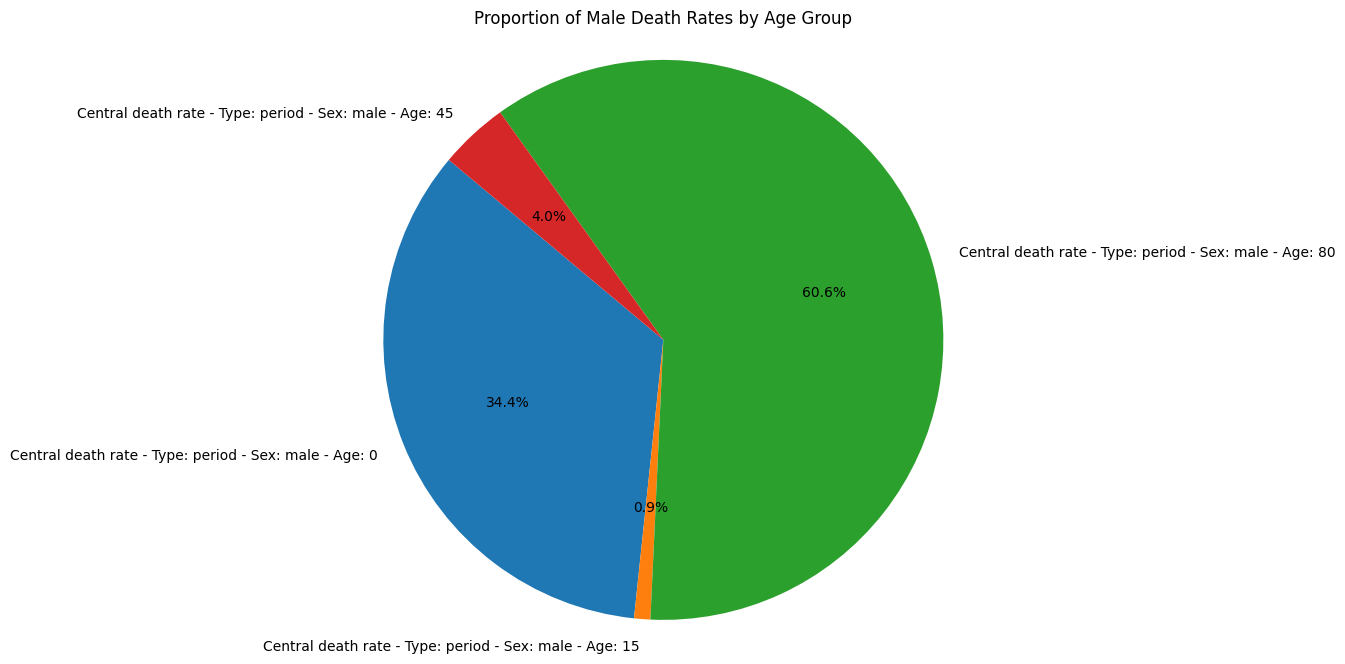 Proportion of Male Death Rates by Age Group
Central death rate - Type: period - Sex: male - Age: 45
4.0%
Central death rate - Type: period - Sex: male - Age: 80
60.6%
34.4%
Central death rate - Type: period - Sex: male - Age: 0
0.9%
Central death rate - Type: period - Sex: male - Age: 15